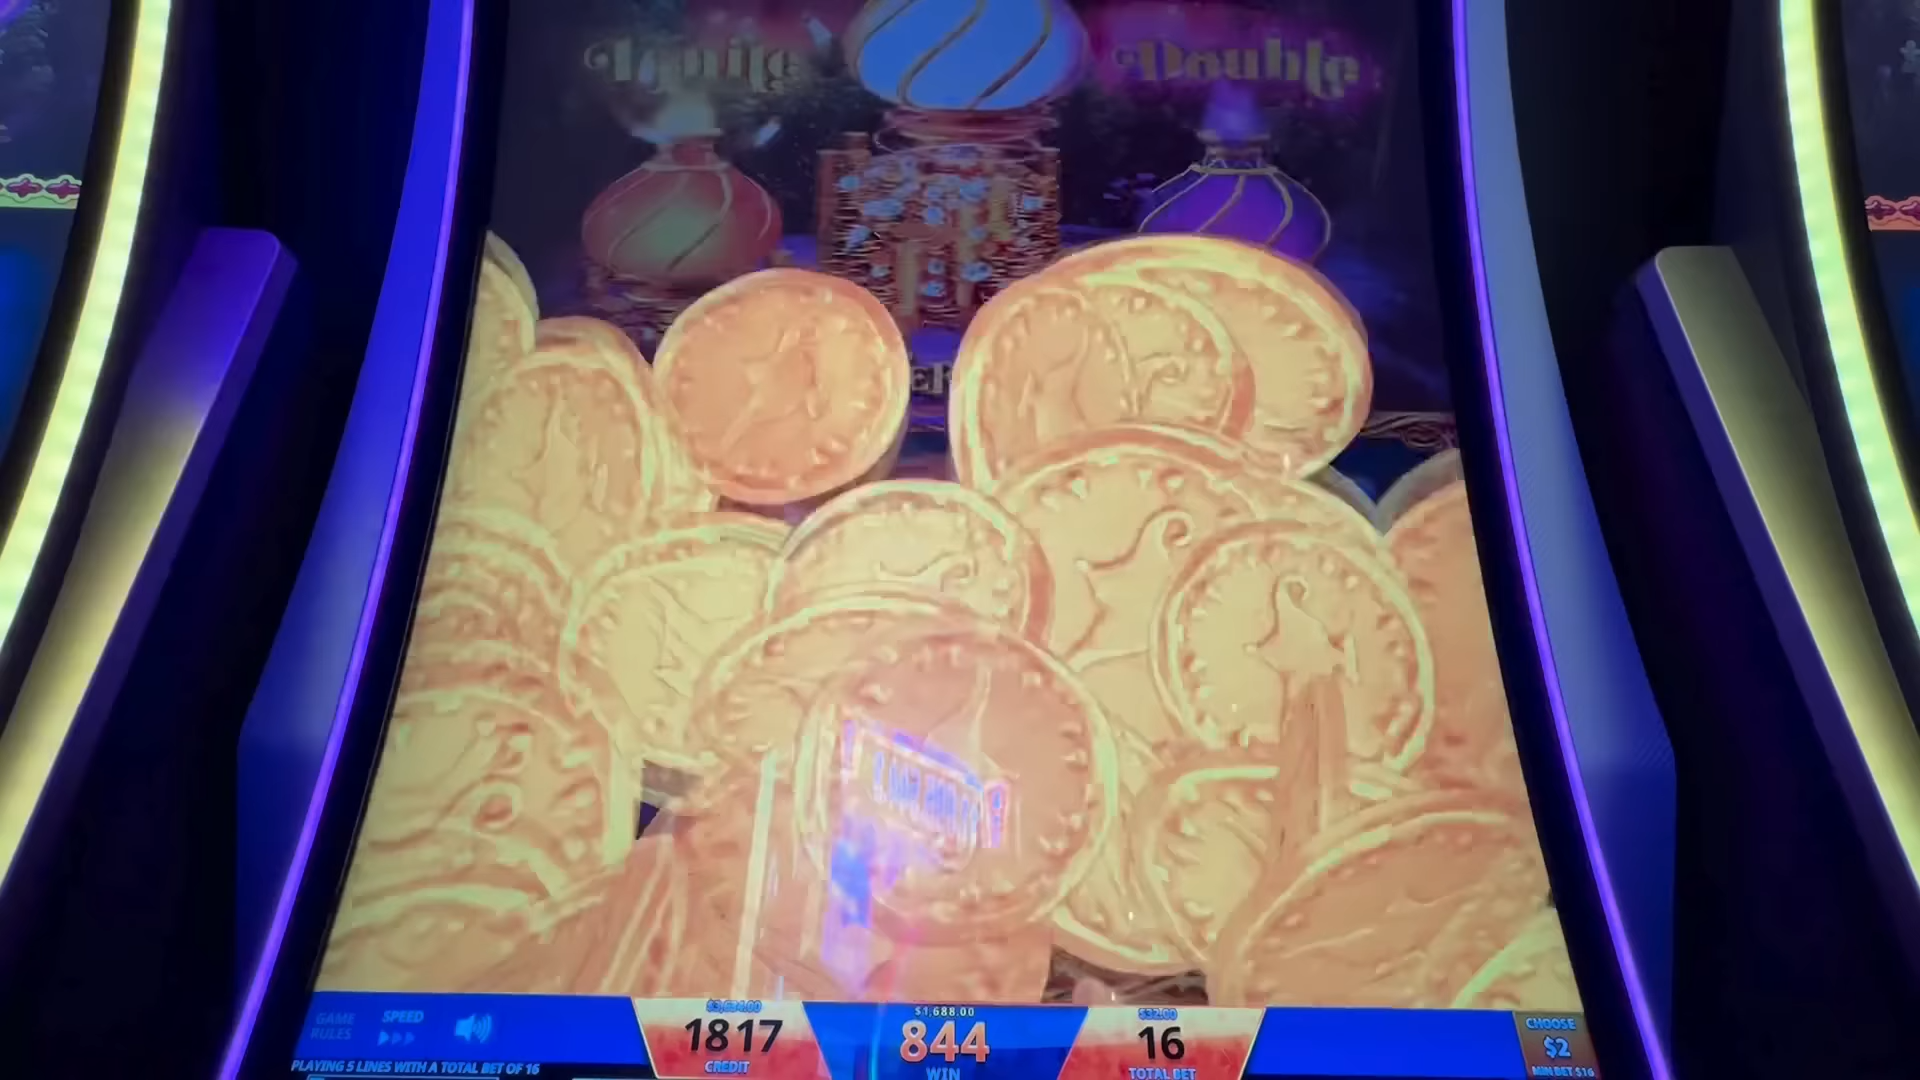 Ignite
Double
GAME
RULES
SPEED
$3,634.00
1817
CREDIT
$1,688.00
844
WIN
$32.00
16
TOTAL BET
CHOOSE
$2
MIN BET $16
PLAYING 5 LINES WITH A TOTAL BET OF 16